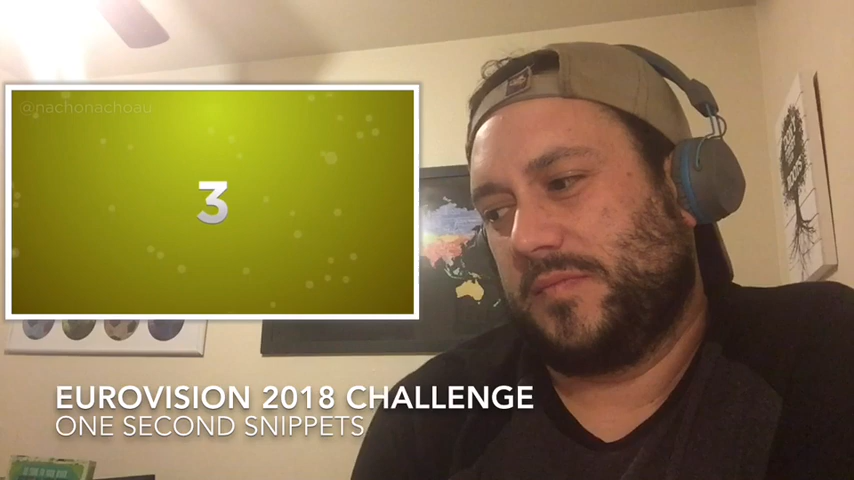 @nachonachoau
3
EUROVISION 2018 CHALLENGE
ONE SECOND SNIPPETS